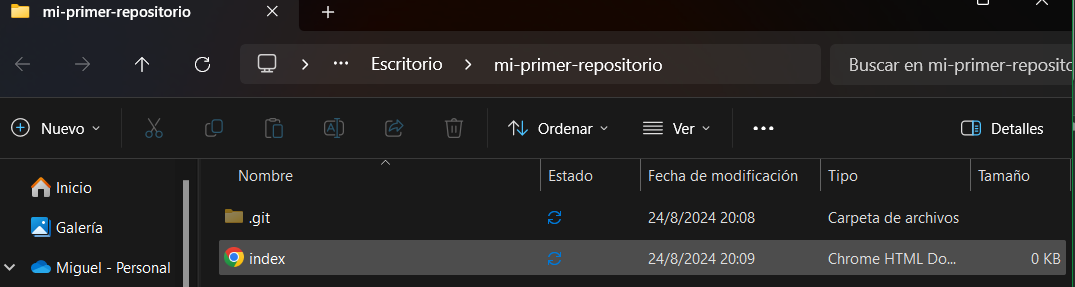 mi-primer-repositorio
Escritorio mi-primer-repositorio Buscar en mi-primer-reposito
Nuevo Ordenar Ver Detalles
Inicio
Galería
Miguel - Personal
Nombre Estado Fecha de modificación Tipo Tamaño
.git 24/8/2024 20:08 Carpeta de archivos
index 24/8/2024 20:09 Chrome HTML Do... 0 KB